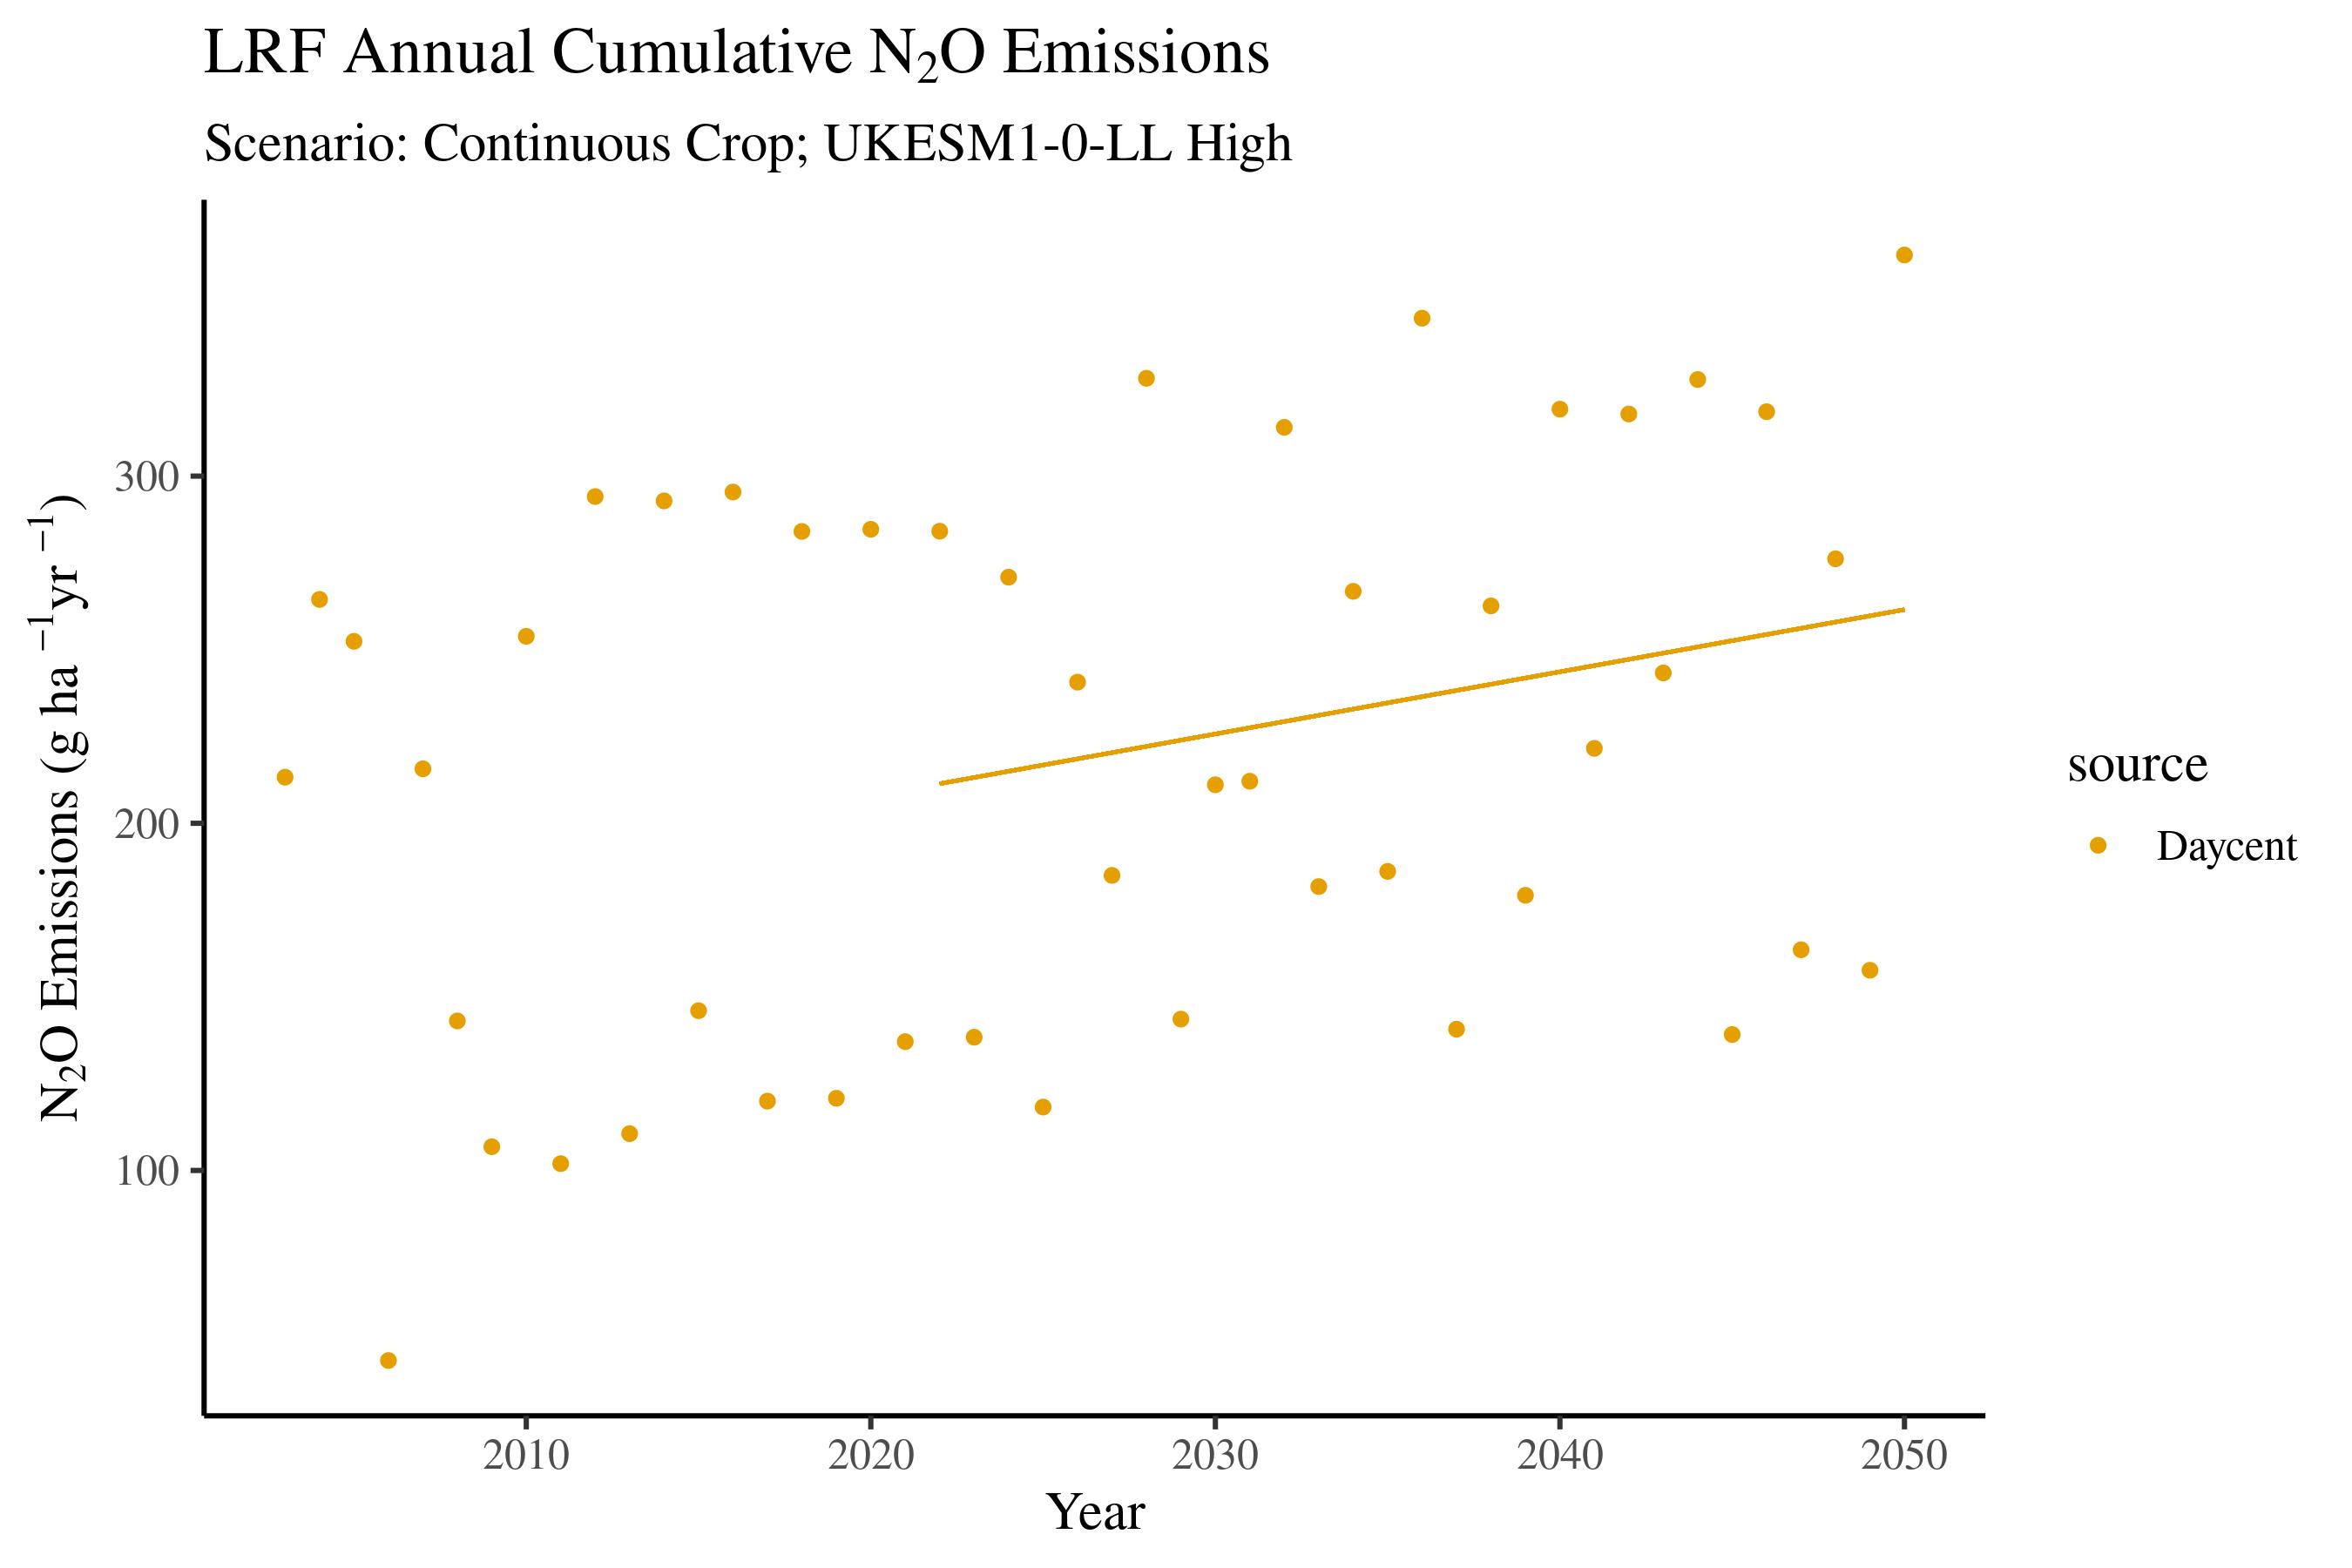 LRF Annual Cumulative N₂O Emissions
Scenario: Continuous Crop; UKESM1-0-LL High
N₂O Emissions (g ha⁻¹yr⁻¹)
300
200
100
2010 2020 2030 2040 2050
Year
source
Daycent